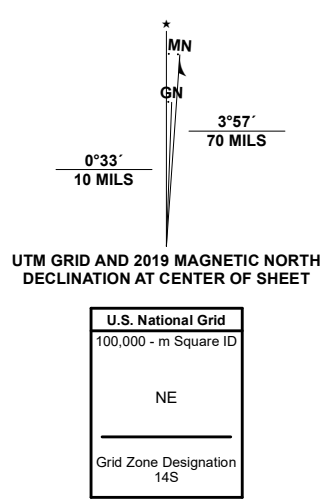 ★
MN
GN
3°57´
70 MILS
0°33´
10 MILS
UTM GRID AND 2019 MAGNETIC NORTH
DECLINATION AT CENTER OF SHEET
U.S. National Grid
100,000 - m Square ID
NE
Grid Zone Designation
14S